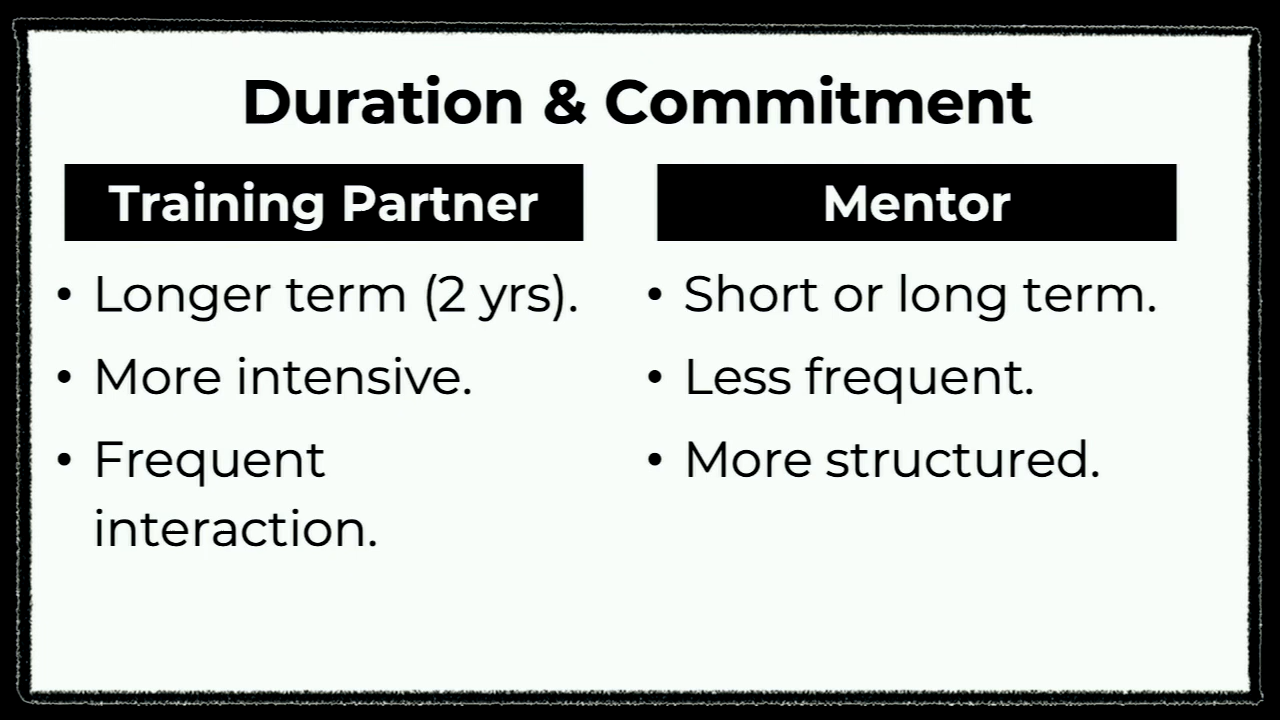 Duration & Commitment
Training Partner
• Longer term (2 yrs).
• More intensive.
• Frequent
interaction.
Mentor
• Short or long term.
• Less frequent.
• More structured.